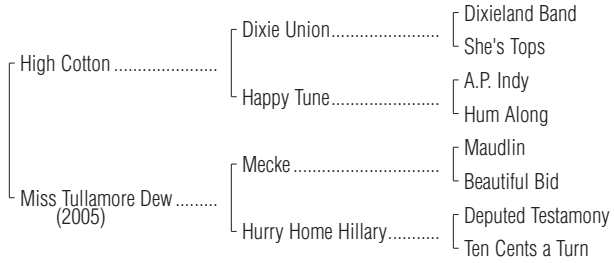 Dixieland Band
Dixie Union......................
She's Tops
High Cotton .....................
A.P. Indy
Happy Tune......................
Hum Along
Maudlin
Mecke .............................
Beautiful Bid
Miss Tullamore Dew .........
(2005)
Deputed Testamony
Hurry Home Hillary...........
Ten Cents a Turn